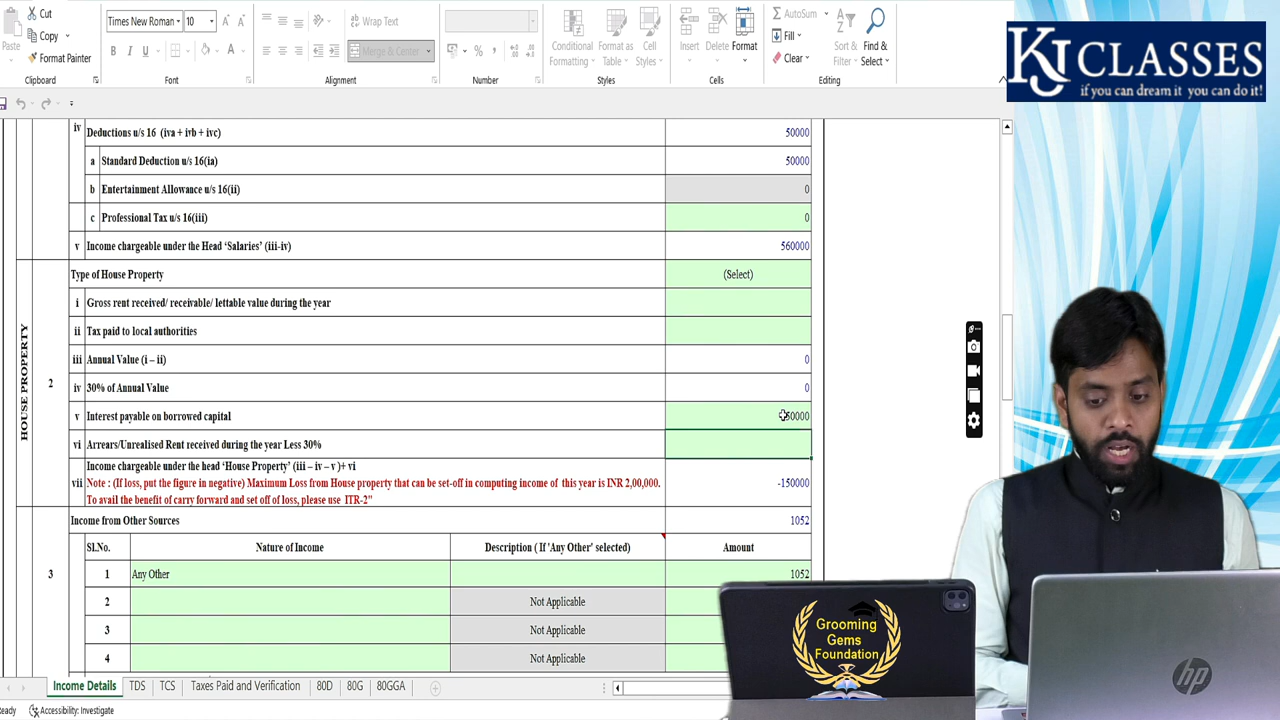 Cut
Copy
Format Painter
Paste
Clipboard
Times New Roman 10 A A
B I U A
Font
Wrap Text
Merge & Center
Alignment
%
Number
Conditional Formatting
Format as Table
Cell Styles
Styles
Insert
Delete
Format
Cells
AutoSum
Fill
Clear
Sort & Filter
Find & Select
Editing
KJ CLASSES
if you can dream it you can do it!
iv Deductions u/s 16 (iva + ivb + ivc) 50000
a Standard Deduction u/s 16(ia) 50000
b Entertainment Allowance u/s 16(ii) 0
c Professional Tax u/s 16(iii) 0
v Income chargeable under the Head ‘Salaries’ (iii-iv) 560000
HOUSE PROPERTY
2
Type of House Property (Select)
i Gross rent received/ receivable/ lettable value during the year
ii Tax paid to local authorities
iii Annual Value (i – ii) 0
iv 30% of Annual Value 0
v Interest payable on borrowed capital
vi Arrears/Unrealised Rent received during the year Less 30%
Income chargeable under the head ‘House Property’ (iii – iv – v )+ vi
vii Note : (If loss, put the figure in negative) Maximum Loss from House property that can be set-off in computing income of this year is INR 2,00,000. -150000
To avail the benefit of carry forward and set off of loss, please use ITR-2"
3
Income from Other Sources 1052
Sl.No. Nature of Income Description ( If 'Any Other' selected) Amount
1 Any Other 1052
2 Not Applicable
3 Not Applicable
4 Not Applicable
Income Details TDS TCS Taxes Paid and Verification 80D 80G 80GGA
Accessibility: Investigate
Grooming
Gems
Foundation
hp